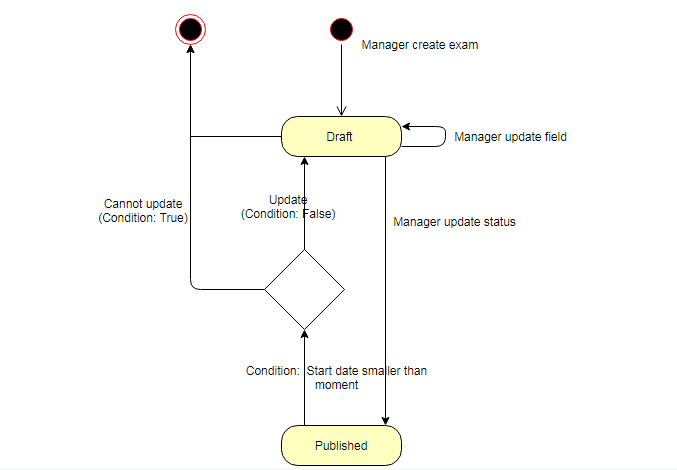 Manager create exam
Draft
Manager update field
Cannot update
(Condition: True)
Update
(Condition: False)
Manager update status
Condition:  Start date smaller than
moment
Published